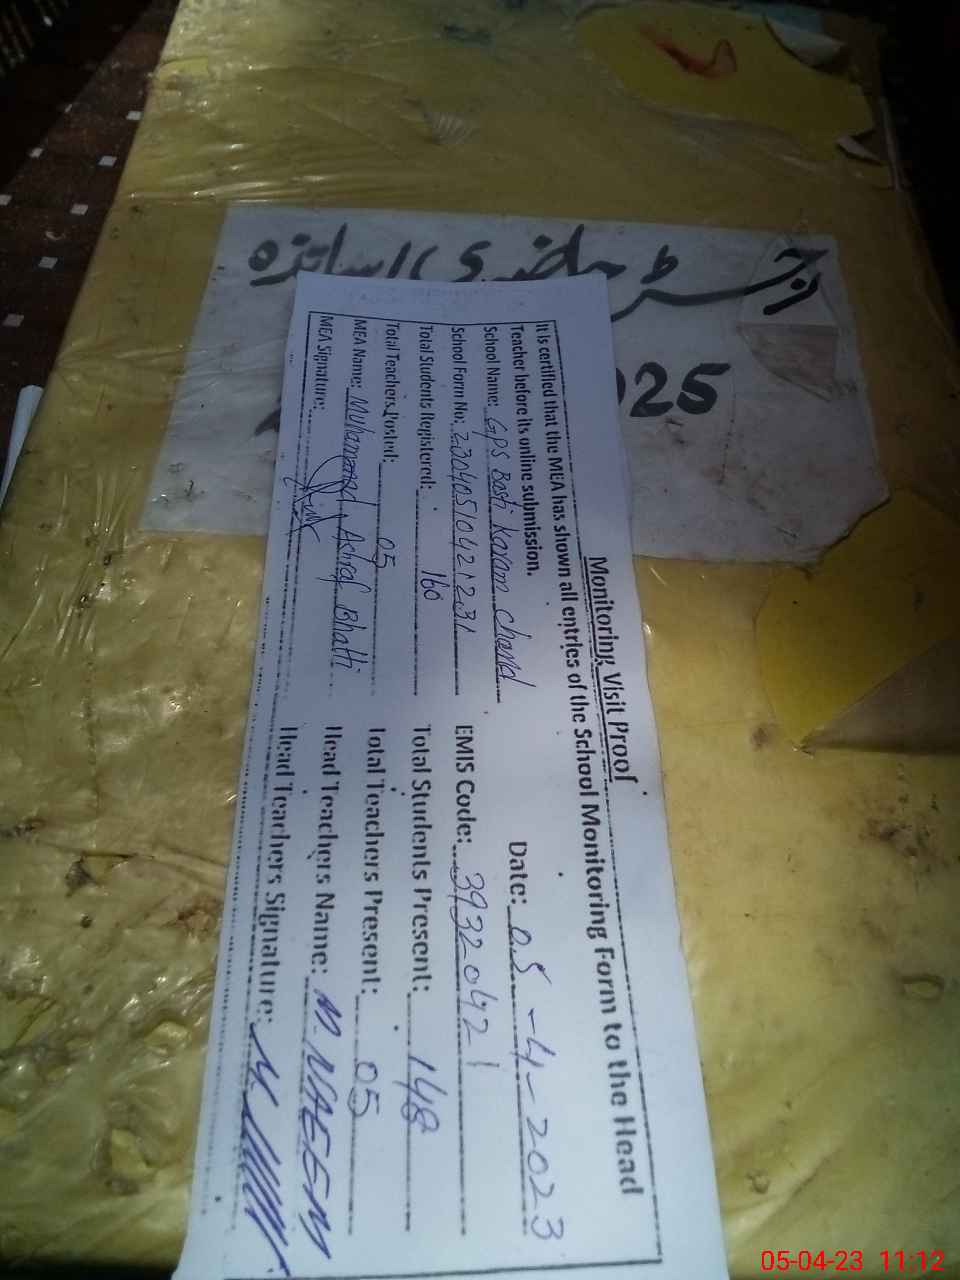 رجسٹر حاضری اساتذہ
025
Monitoring Visit Proof
It is certified that the MEA has shown all entries of the School Monitoring Form to the Head
Teacher before its online submission. Date: 05-4-2023
School Name: GPS Basti Karam Chand
School Form No: 23040510421231 EMIS Code: 39320421
Total Students Registered: 160 Total Students Present: 148
Total Teachers Posted: 05 Total Teachers Present: 05
MEA Name: Muhammad Ashraf Bhatti Head Teachers Name: M. NAEEM
MEA Signature: Head Teachers Signature:
05-04-23 11:12